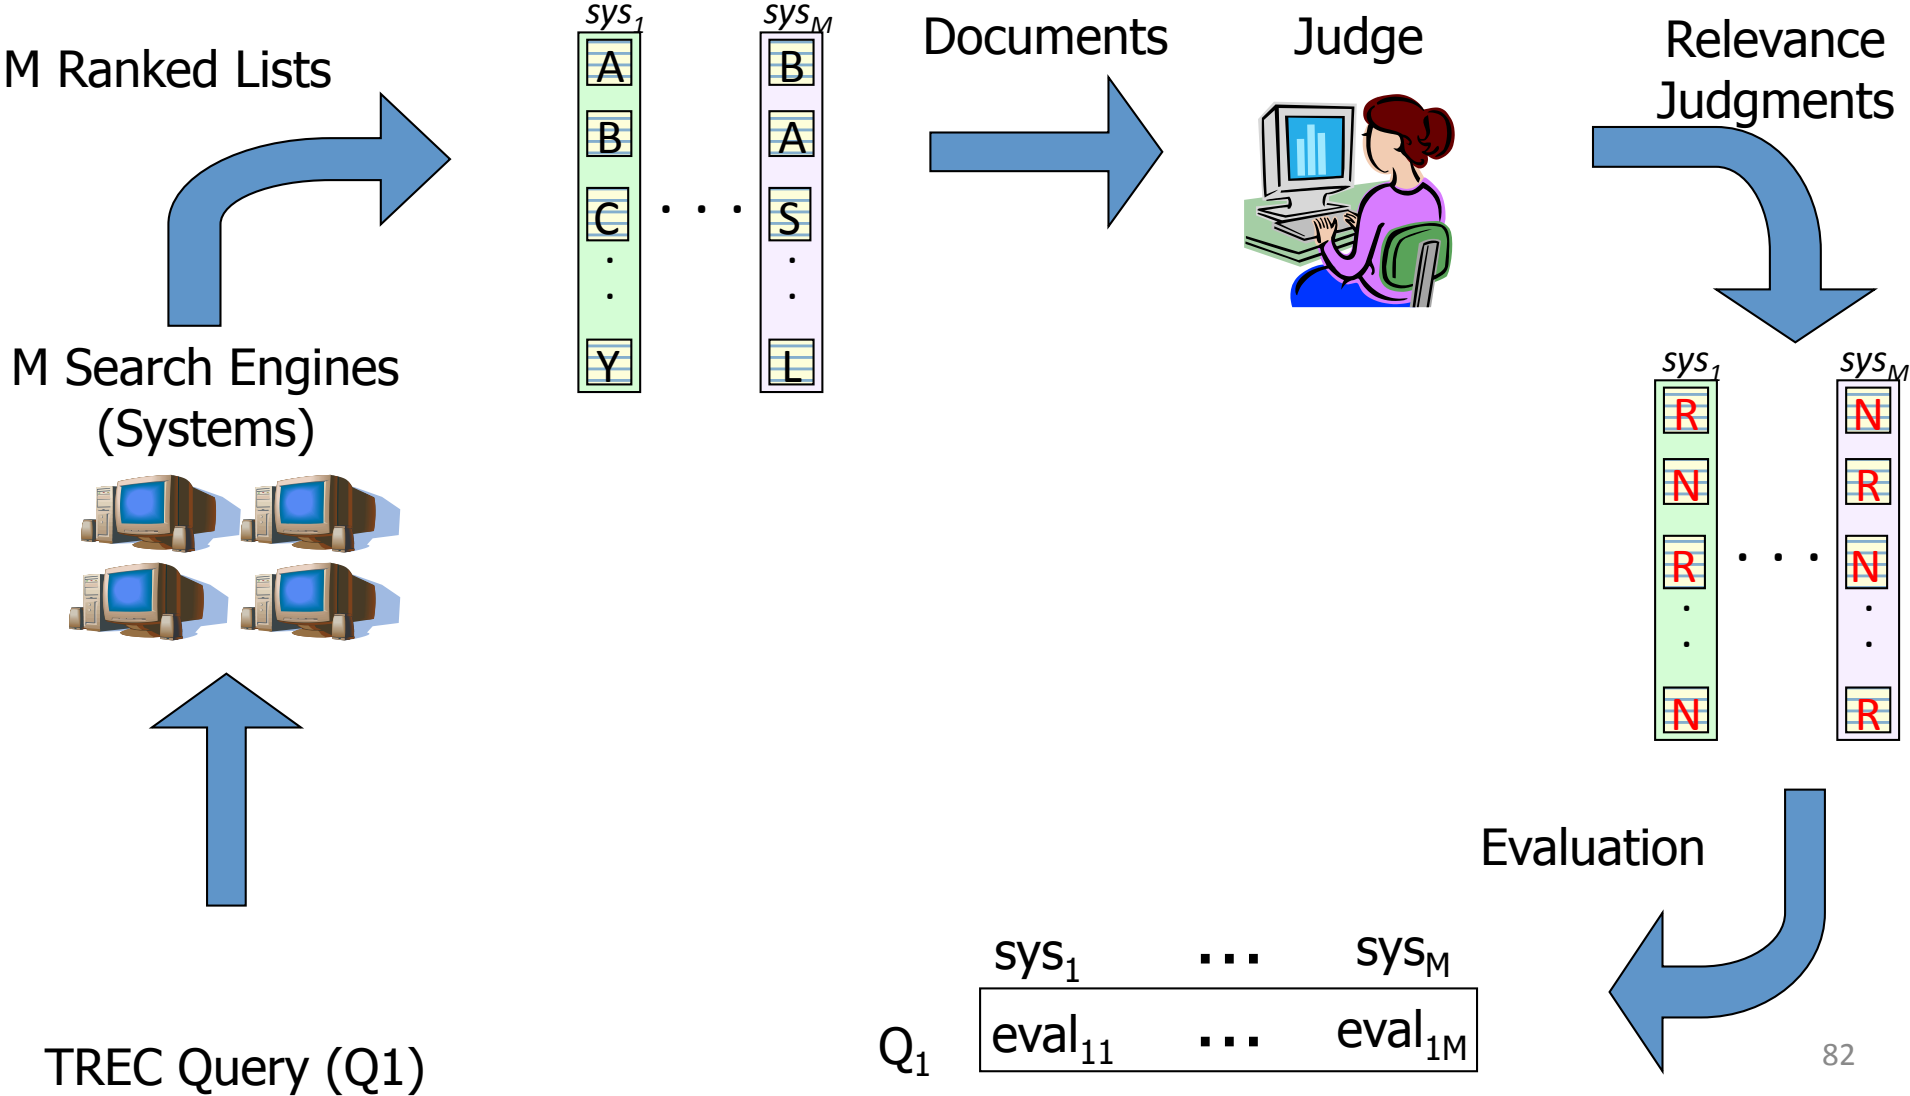 M Ranked Lists
sys1
A
B
C
.
.
Y
. . .
sysM
B
A
S
.
.
L
Documents
Judge
Relevance
Judgments
M Search Engines
(Systems)
sys1
R
N
R
.
.
N
. . .
sysM
N
R
N
.
.
R
Evaluation
sys1 ... sysM
Q1 eval11 ... eval1M
TREC Query (Q1)
82